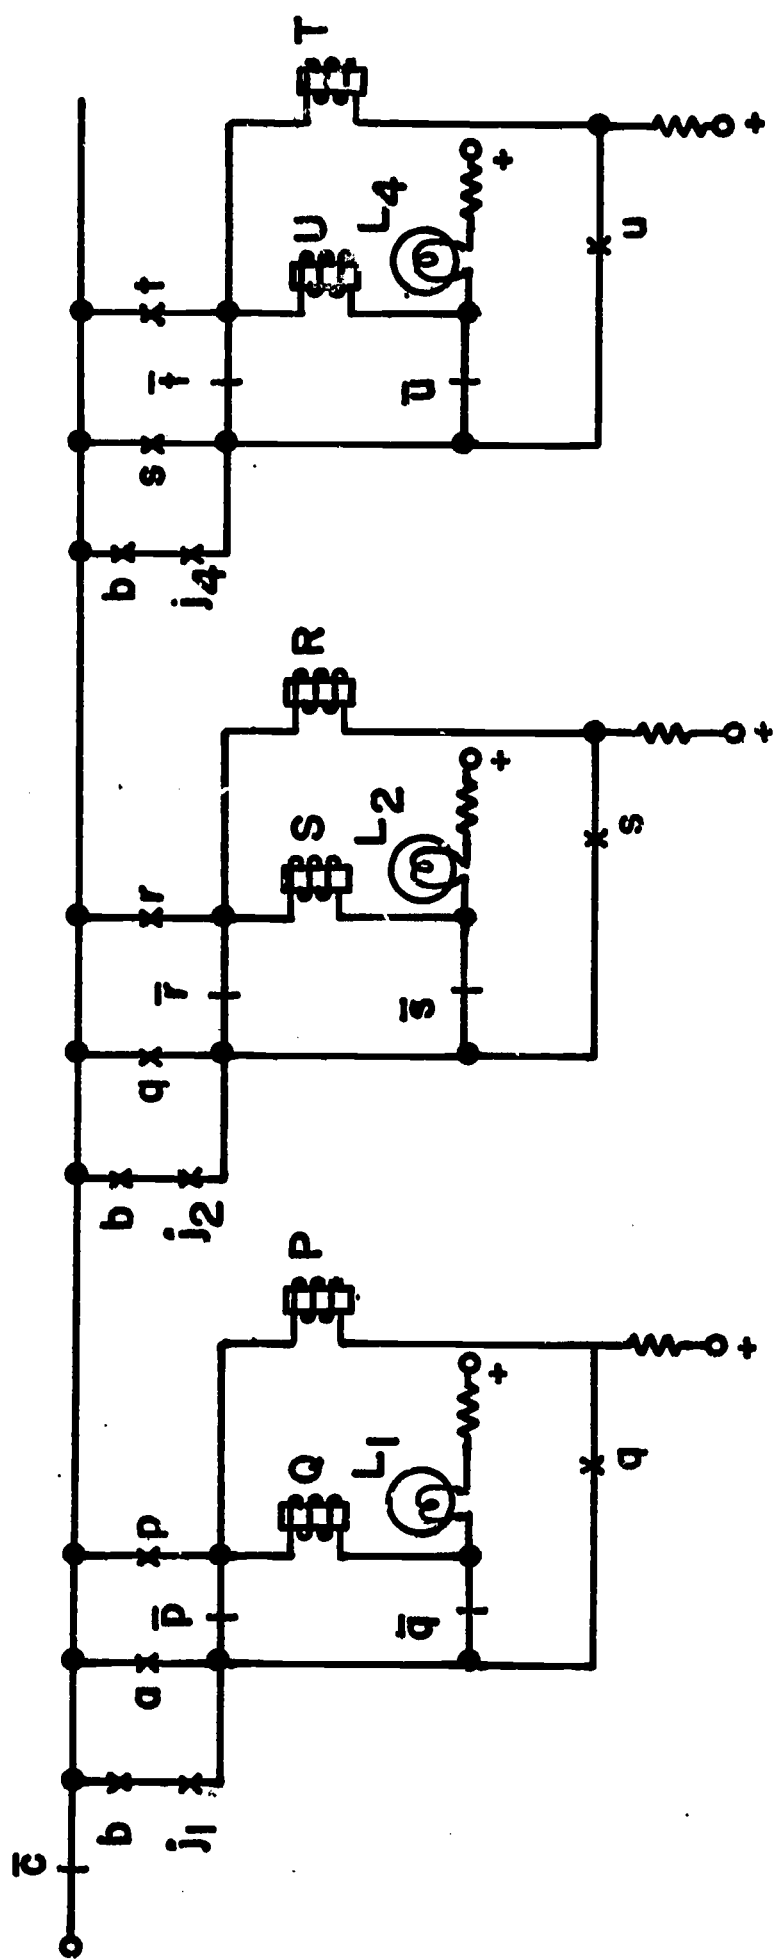 c̄
b b b
a p q r s t
p̄ r̄ t̄
j1 j2 j4
Q P S R U T
L1 L2 L4
q̄ s̄ ū
+ + +
q s u
+ + +